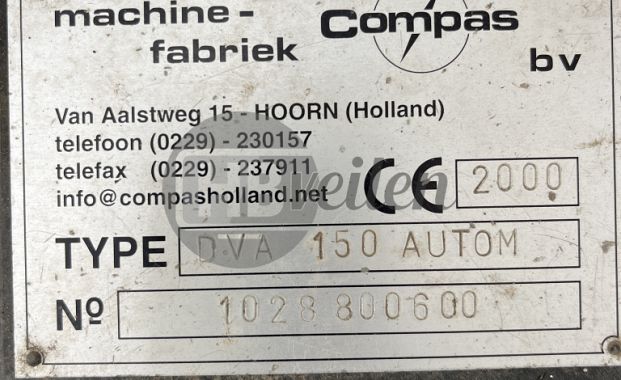 machine-
fabriek
Compas
bv
Van Aalstweg 15 - HOORN (Holland)
telefoon (0229) - 230157
telefax (0229) - 237911
info@compasholland.net
CE 2000
TYPE DVA 150 AUTOM
Nº 1028 800600
veilen